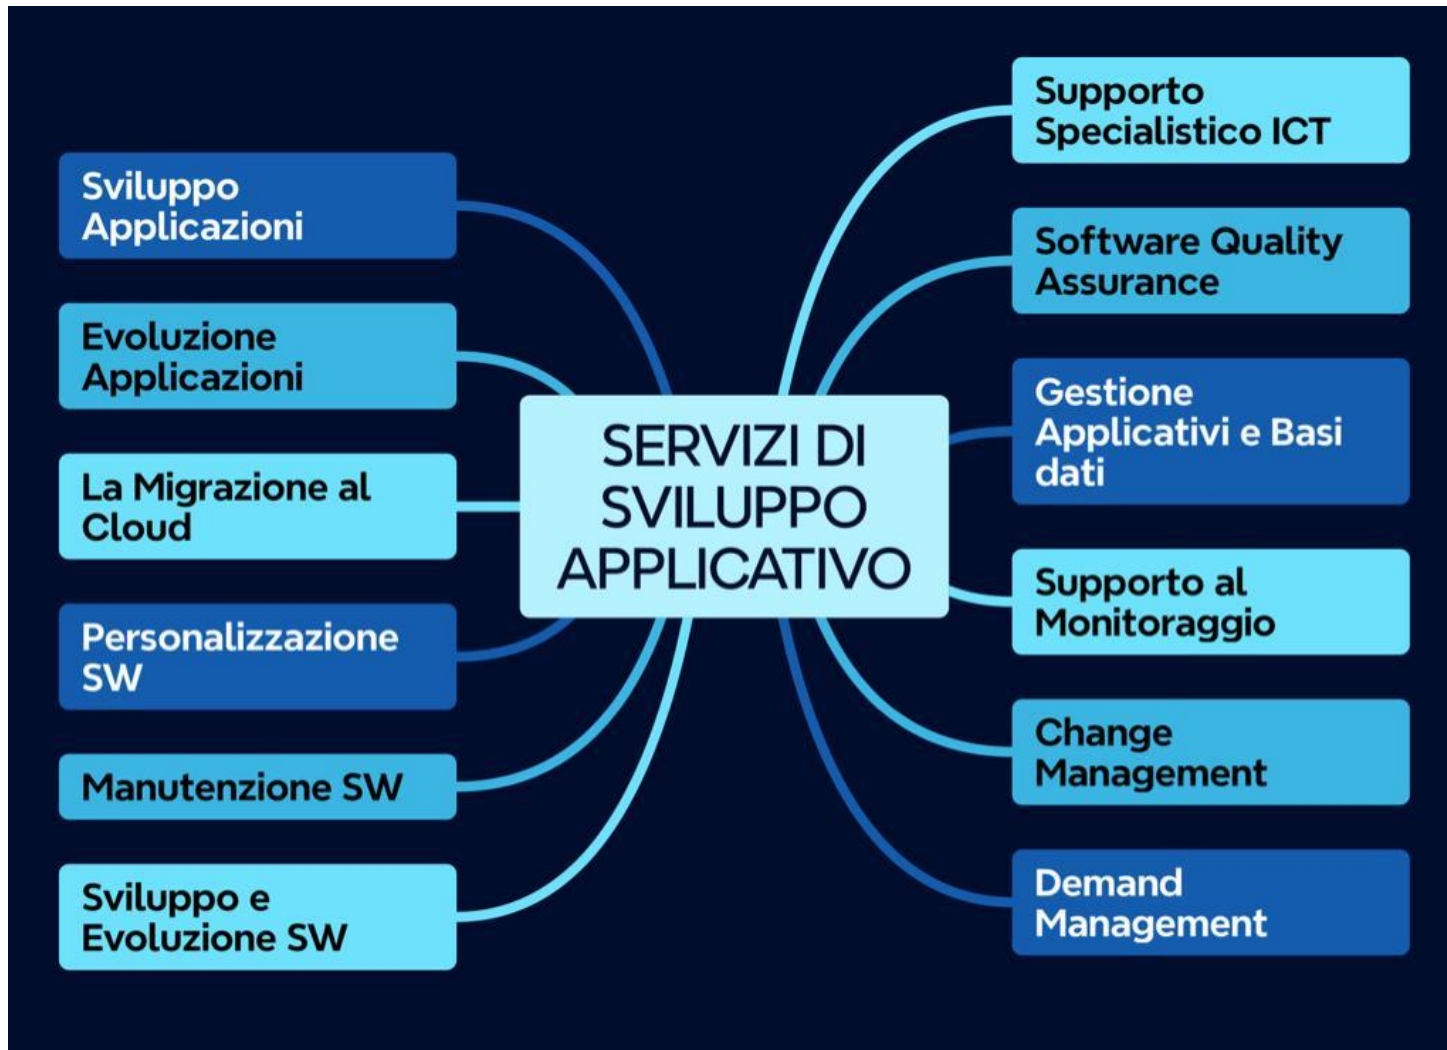 Sviluppo
Applicazioni
Evoluzione
Applicazioni
La Migrazione al
Cloud
Personalizzazione
SW
Manutenzione SW
Sviluppo e
Evoluzione SW
SERVIZI DI
SVILUPPO
APPLICATIVO
Supporto
Specialistico ICT
Software Quality
Assurance
Gestione
Applicativi e Basi
dati
Supporto al
Monitoraggio
Change
Management
Demand
Management